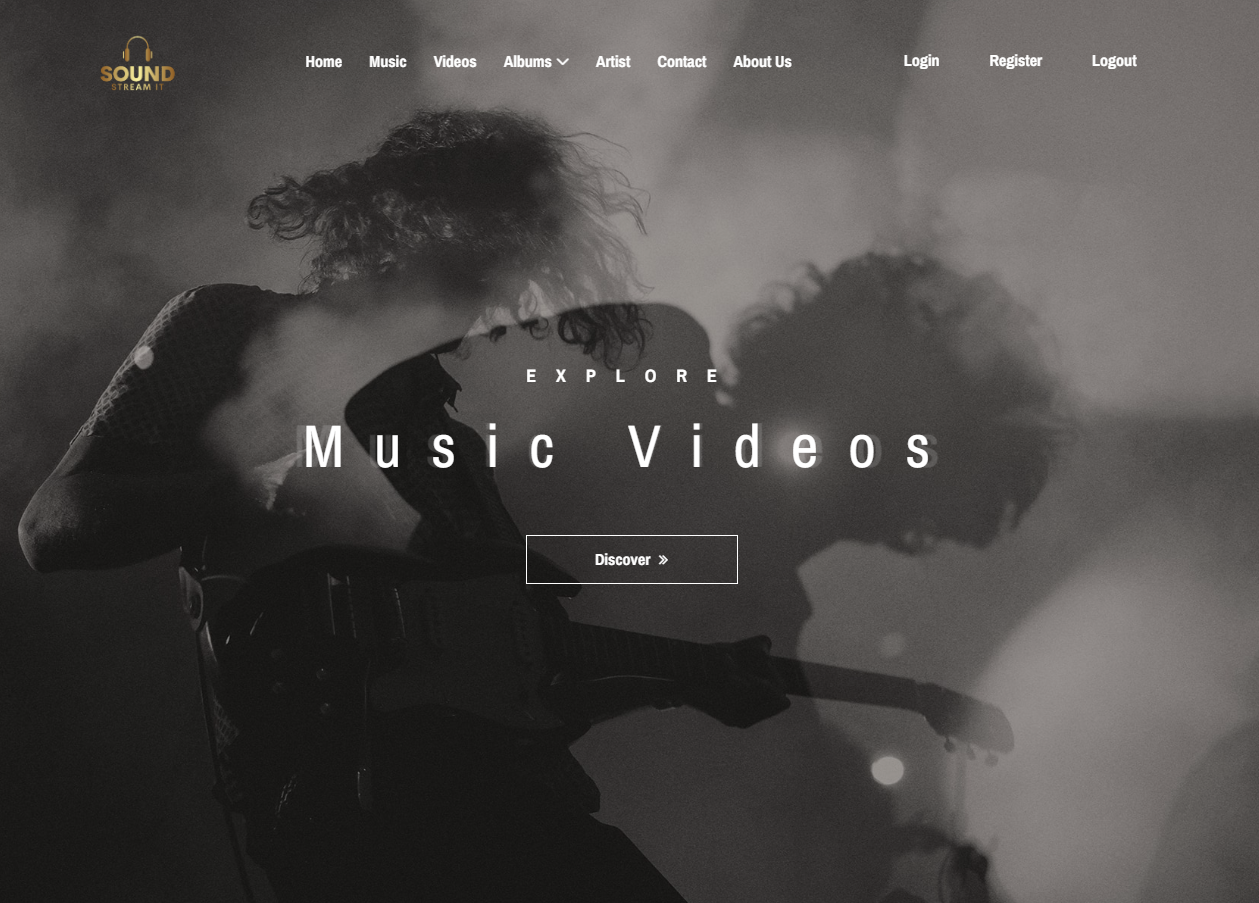 SOUND
STREAM IT
Home Music Videos Albums Artist Contact About Us Login Register Logout
EXPLORE
Music Videos
Discover »